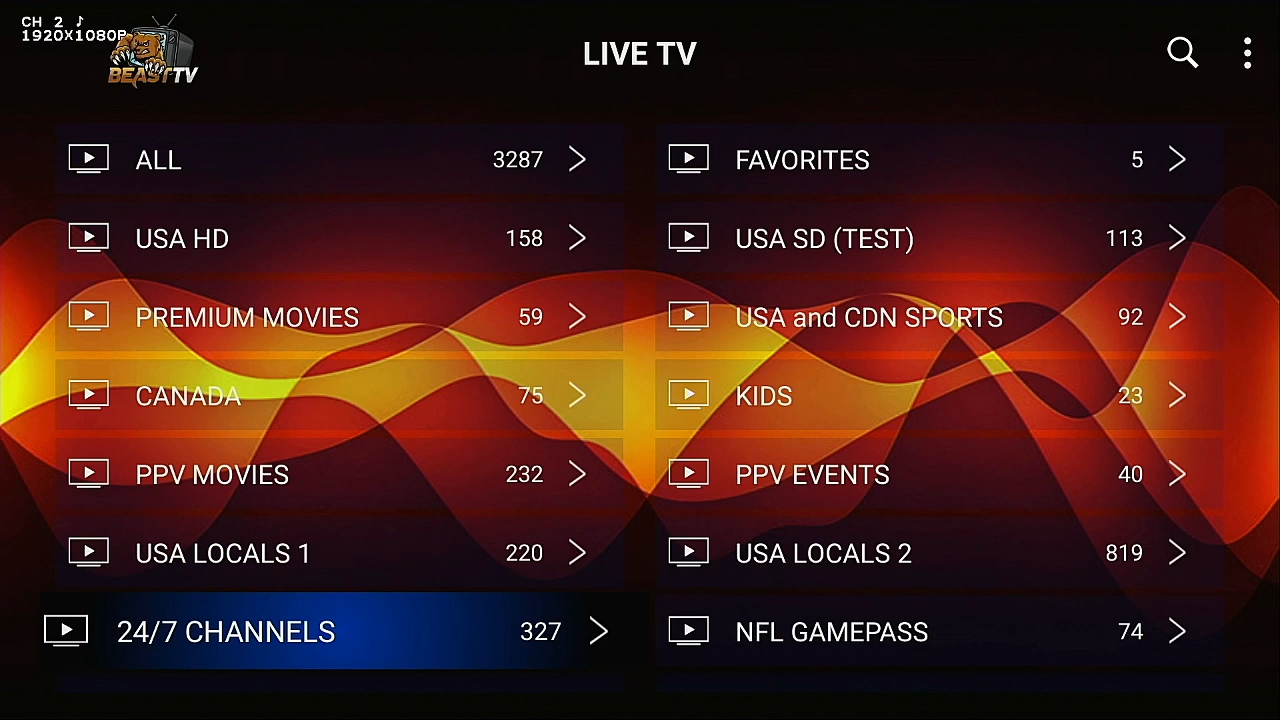 CH 2 ♪
1920X1080P
BEAST TV
LIVE TV
ALL 3287
FAVORITES 5
USA HD 158
USA SD (TEST) 113
PREMIUM MOVIES 59
USA and CDN SPORTS 92
CANADA 75
KIDS 23
PPV MOVIES 232
PPV EVENTS 40
USA LOCALS 1 220
USA LOCALS 2 819
24/7 CHANNELS 327
NFL GAMEPASS 74